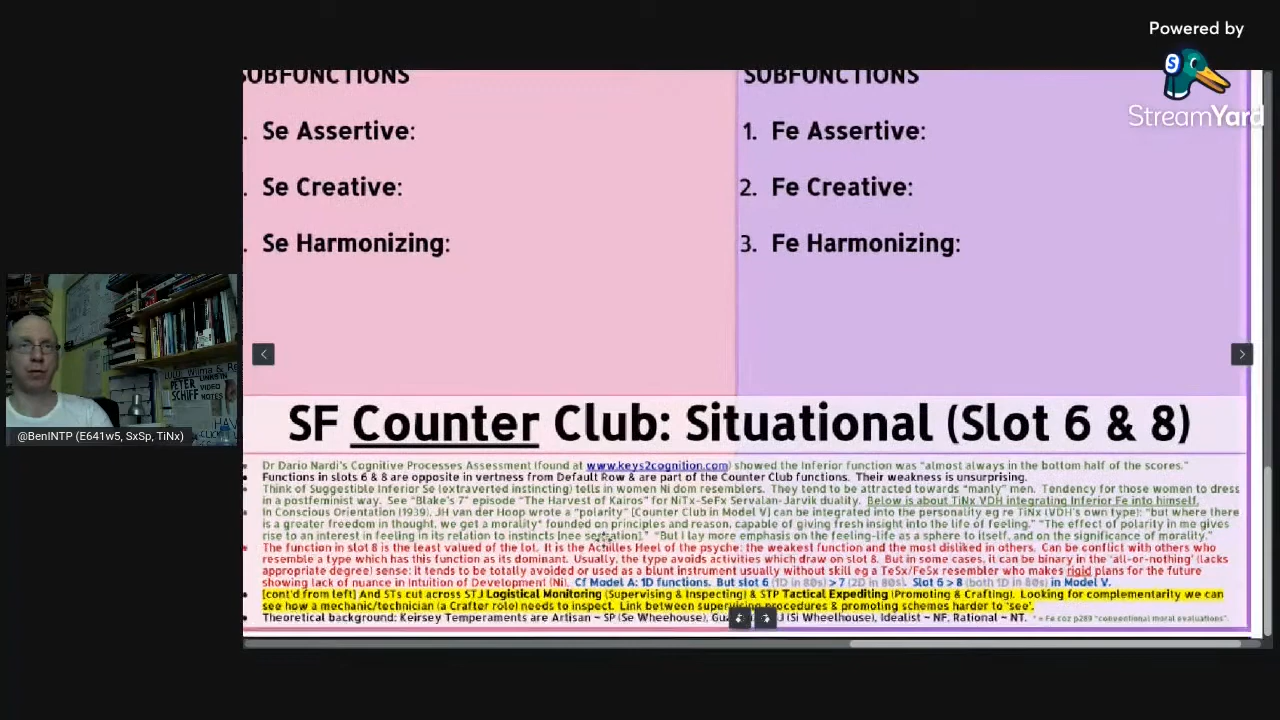 Powered by
S
StreamYard
SUBFUNCTIONS
. Se Assertive:
. Se Creative:
. Se Harmonizing:
SUBFUNCTIONS
1. Fe Assertive:
2. Fe Creative:
3. Fe Harmonizing:
PETER
SCHIFF
LINKS IN
VIDEO
NOTES
@BenINTP (E641w5, SxSp, TiNx)
SF Counter Club: Situational (Slot 6 & 8)
Dr Dario Nardi's Cognitive Processes Assessment (found at www.keys2cognition.com) showed the Inferior function was "almost always in the bottom half of the scores."
Functions in slots 6 & 8 are opposite in vertness from Default Row & are part of the Counter Club functions. Their weakness is unsurprising.
Think of Suggestible Inferior Se (extraverted instincting) tells in women Ni dom resemblers. They tend to be attracted towards "manly" men. Tendency for those women to dress
in a postfeminist way. See "Blake's 7" episode "The Harvest of Kairos" for NiTx-SeFx Servalan-Jarvik duality. Below is about TiNx VDH integrating Inferior Fe into himself.
In Conscious Orientation (1939), JH van der Hoop wrote a "polarity" [Counter Club in Model V] can be integrated into the personality eg re TiNx (VDH's own type): "but where there
is a greater freedom in thought, we get a morality* founded on principles and reason, capable of giving fresh insight into the life of feeling." "The effect of polarity in me gives
rise to an interest in feeling in its relation to instincts [nee sensation]." "But I lay more emphasis on the feeling-life as a sphere to itself, and on the significance of morality."
The function in slot 8 is the least valued of the lot. It is the Achilles Heel of the psyche: the weakest function and the most disliked in others. Can be conflict with others who
resemble a type which has this function as its dominant. Usually, the type avoids activities which draw on slot 8. But in some cases, it can be binary in the 'all-or-nothing' (lacks
appropriate degree) sense: it tends to be totally avoided or used as a blunt instrument usually without skill eg a TeSx/FeSx resembler who makes rigid plans for the future
showing lack of nuance in Intuition of Development (Ni). Cf Model A: 1D functions. But slot 6 (1D in 80s) > 7 (2D in 80s). Slot 6 > 8 (both 1D in 80s) in Model V.
[cont'd from left] And STs cut across STJ Logistical Monitoring (Supervising & Inspecting) & STP Tactical Expediting (Promoting & Crafting). Looking for complementarity we can
see how a mechanic/technician (a Crafter role) needs to inspect. Link between supervising procedures & promoting schemes harder to 'see'.
Theoretical background: Keirsey Temperaments are Artisan ~ SP (Se Wheehouse), (Si Wheelhouse), Idealist ~ NF, Rational ~ NT. * = Fe coz p289 "conventional moral evaluations".